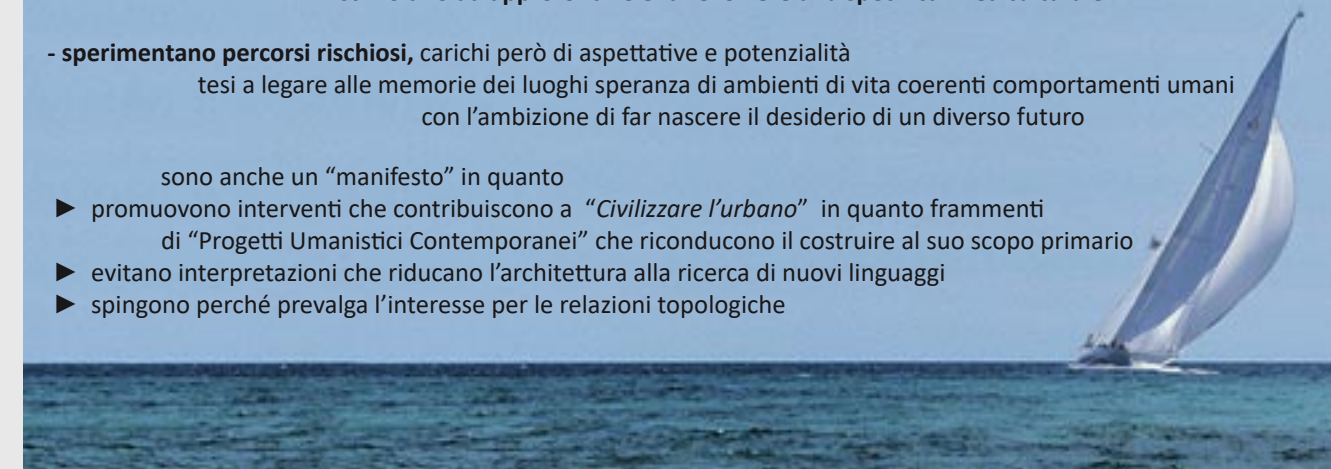 - sperimentano percorsi rischiosi, carichi però di aspettative e potenzialità
tesi a legare alle memorie dei luoghi speranza di ambienti di vita coerenti comportamenti umani
con l’ambizione di far nascere il desiderio di un diverso futuro
sono anche un “manifesto” in quanto
► promuovono interventi che contribuiscono a “Civilizzare l’urbano” in quanto frammenti
di “Progetti Umanistici Contemporanei” che riconducono il costruire al suo scopo primario
► evitano interpretazioni che riducano l’architettura alla ricerca di nuovi linguaggi
► spingono perché prevalga l’interesse per le relazioni topologiche